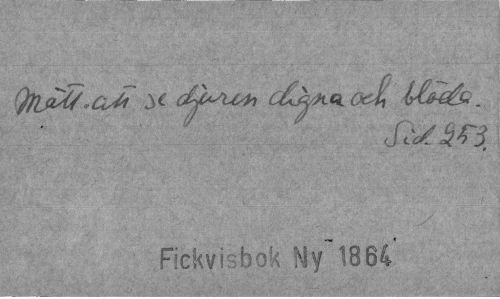 Mätt. att se djuren digna och blöda.
Sid. 253.
Fickvisbok Ny 1864